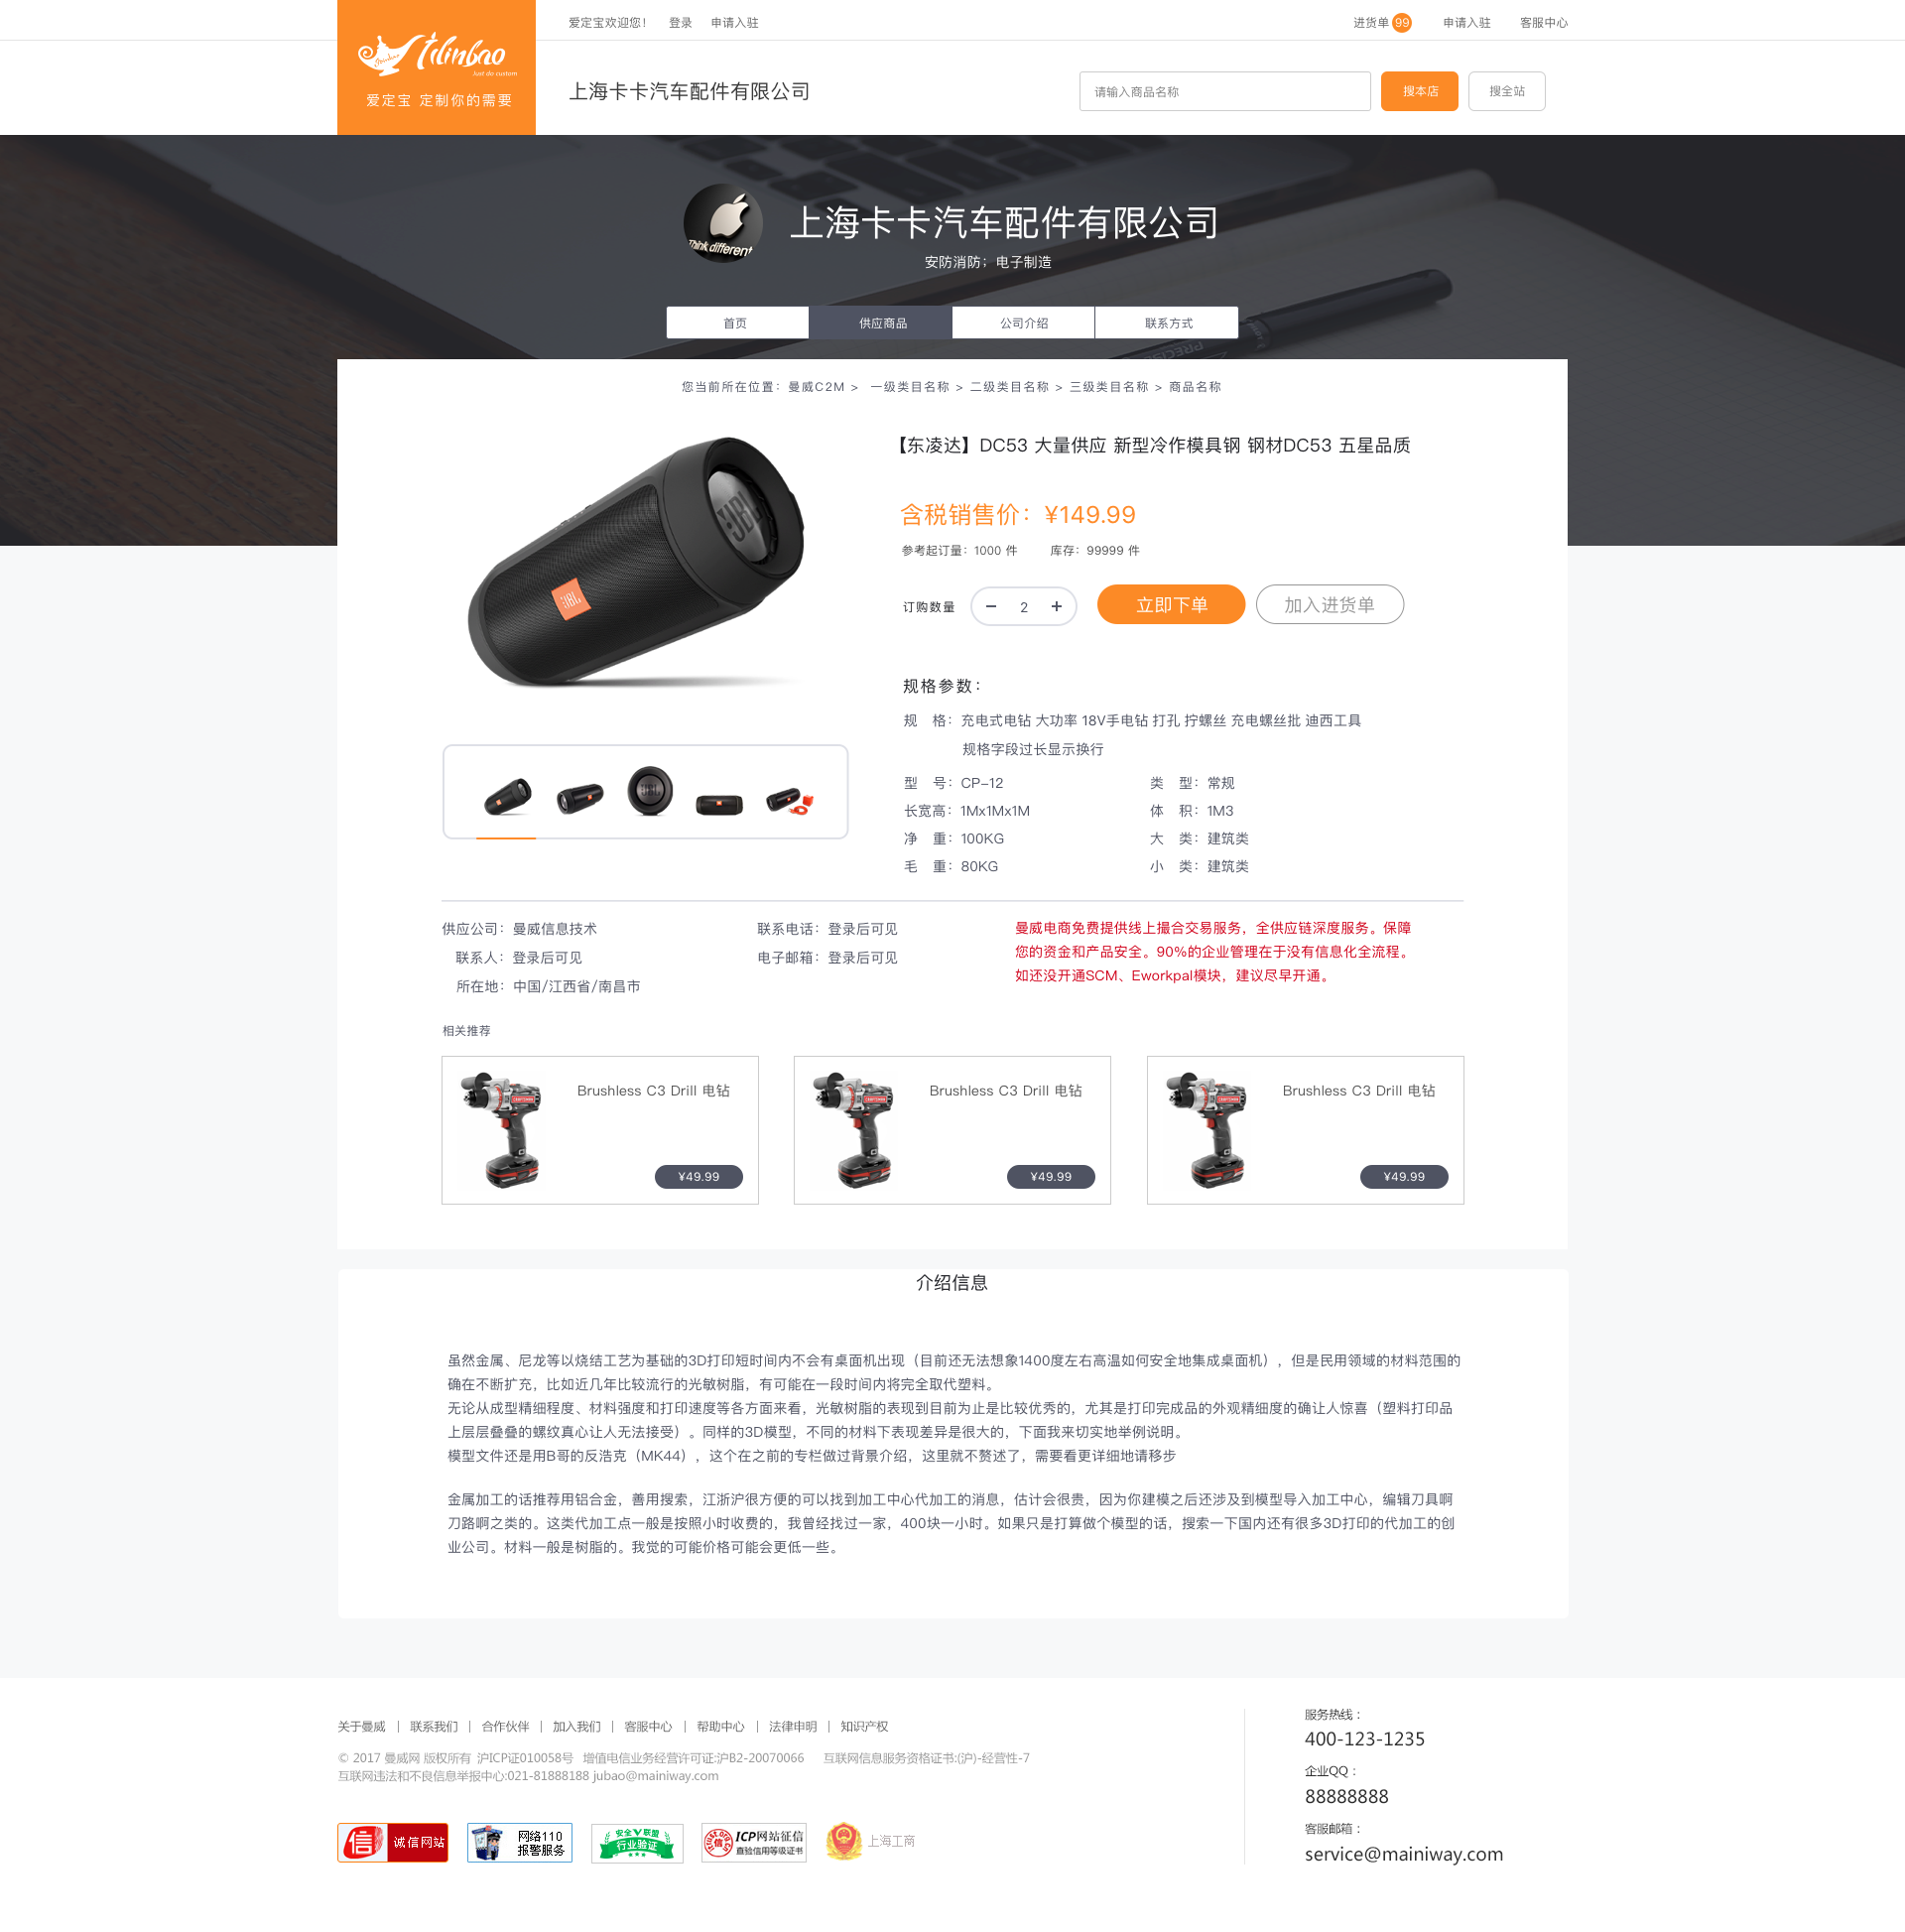 爱定宝欢迎您！ 登录 申请入驻
进货单 99 申请入驻 客服中心
Just do custom
爱定宝 定制你的需要
上海卡卡汽车配件有限公司
请输入商品名称 搜本店 搜全站
Think different
上海卡卡汽车配件有限公司
安防消防；电子制造
首页 供应商品 公司介绍 联系方式
您当前所在位置：曼威C2M > 一级类目名称 > 二级类目名称 > 三级类目名称 > 商品名称
【东凌达】DC53 大量供应 新型冷作模具钢 钢材DC53 五星品质
JBL
JBL
含税销售价：¥149.99
参考起订量：1000 件 库存：99999 件
订购数量 − 2 + 立即下单 加入进货单
规格参数：
规 格：充电式电钻 大功率 18V手电钻 打孔 拧螺丝 充电螺丝批 迪西工具
规格字段过长显示换行
型 号：CP-12 类 型：常规
长宽高：1Mx1Mx1M 体 积：1M3
净 重：100KG 大 类：建筑类
毛 重：80KG 小 类：建筑类
供应公司：曼威信息技术 联系电话：登录后可见
联系人：登录后可见 电子邮箱：登录后可见
所在地：中国/江西省/南昌市
曼威电商免费提供线上撮合交易服务，全供应链深度服务。保障
您的资金和产品安全。90%的企业管理在于没有信息化全流程。
如还没开通SCM、Eworkpal模块，建议尽早开通。
相关推荐
Brushless C3 Drill 电钻 Brushless C3 Drill 电钻 Brushless C3 Drill 电钻
¥49.99 ¥49.99 ¥49.99
介绍信息
虽然金属、尼龙等以烧结工艺为基础的3D打印短时间内不会有桌面机出现（目前还无法想象1400度左右高温如何安全地集成桌面机），但是民用领域的材料范围的
确在不断扩充，比如近几年比较流行的光敏树脂，有可能在一段时间内将完全取代塑料。
无论从成型精细程度、材料强度和打印速度等各方面来看，光敏树脂的表现到目前为止是比较优秀的，尤其是打印完成品的外观精细度的确让人惊喜（塑料打印品
上层层叠叠的螺纹真心让人无法接受）。同样的3D模型，不同的材料下表现差异是很大的，下面我来切实地举例说明。
模型文件还是用B哥的反浩克（MK44），这个在之前的专栏做过背景介绍，这里就不赘述了，需要看更详细地请移步
金属加工的话推荐用铝合金，善用搜索，江浙沪很方便的可以找到加工中心代加工的消息，估计会很贵，因为你建模之后还涉及到模型导入加工中心，编辑刀具啊
刀路啊之类的。这类代加工点一般是按照小时收费的，我曾经找过一家，400块一小时。如果只是打算做个模型的话，搜索一下国内还有很多3D打印的代加工的创
业公司。材料一般是树脂的。我觉的可能价格可能会更低一些。
关于曼威 | 联系我们 | 合作伙伴 | 加入我们 | 客服中心 | 帮助中心 | 法律申明 | 知识产权
© 2017 曼威网 版权所有 沪ICP证010058号 增值电信业务经营许可证:沪B2-20070066 互联网信息服务资格证书:(沪)-经营性-7
互联网违法和不良信息举报中心:021-81888188 jubao@mainiway.com
信 诚信网站
网络110
报警服务
安全 联盟
行业验证
ICP网站征信
直验信用等级证书
上海工商
服务热线：
400-123-1235
企业QQ：
88888888
客服邮箱：
service@mainiway.com